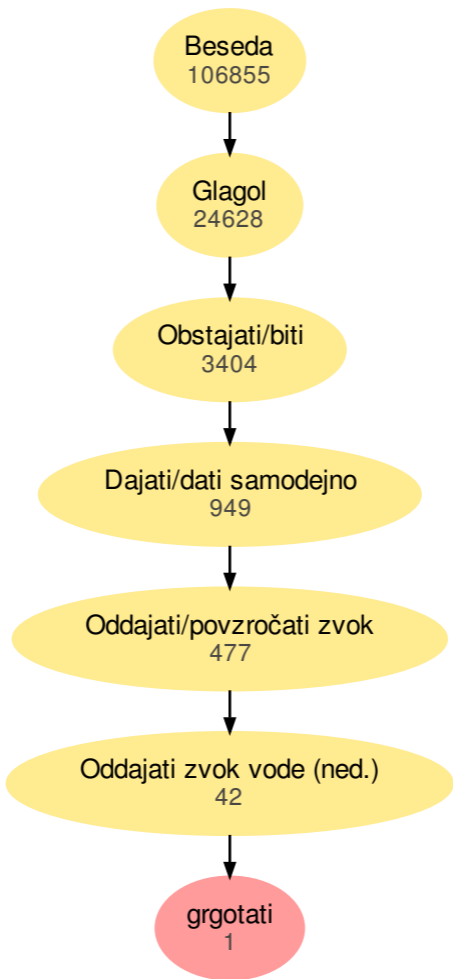 Beseda
106855
Glagol
24628
Obstajati/biti
3404
Dajati/dati samodejno
949
Oddajati/povzročati zvok
477
Oddajati zvok vode (ned.)
42
grgotati
1